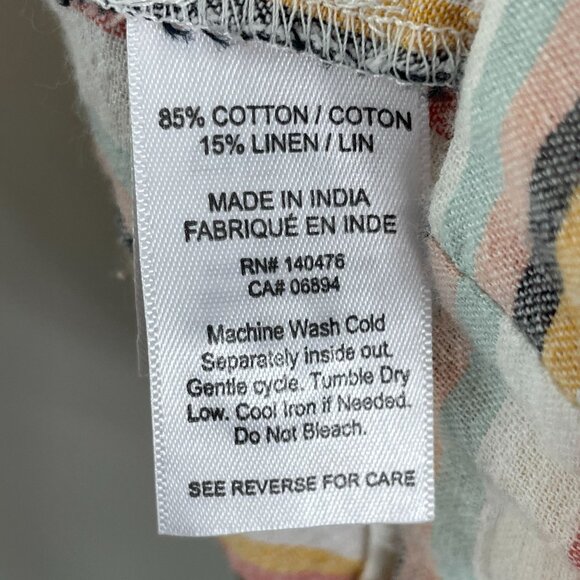 85% COTTON / COTON
15% LINEN / LIN
MADE IN INDIA
FABRIQUÉ EN INDE
RN# 140476
CA# 06894
Machine Wash Cold
Separately inside out.
Gentle cycle. Tumble Dry
Low. Cool Iron if Needed.
Do Not Bleach.
SEE REVERSE FOR CARE